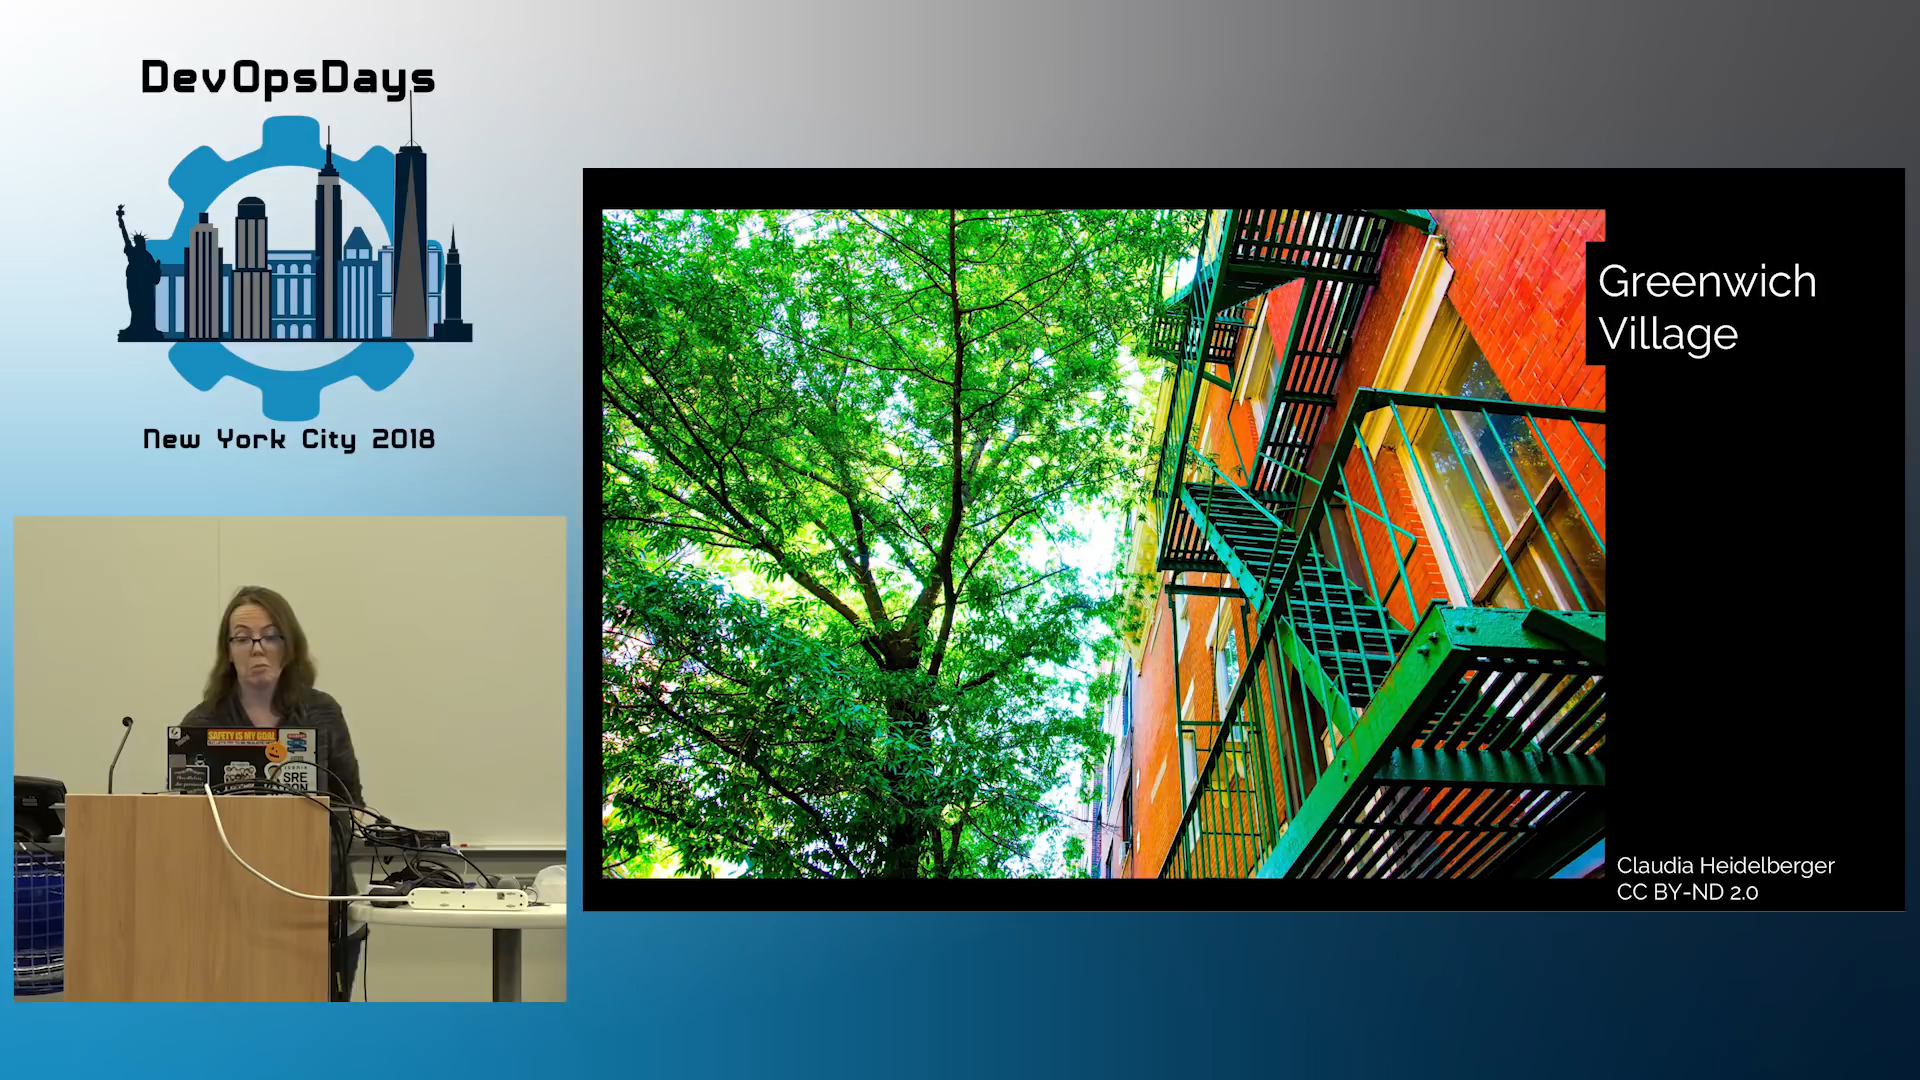 DevOpsDays
New York City 2018
SAFETY IS MY GOAL
SRE
Greenwich
Village
Claudia Heidelberger
CC BY-ND 2.0